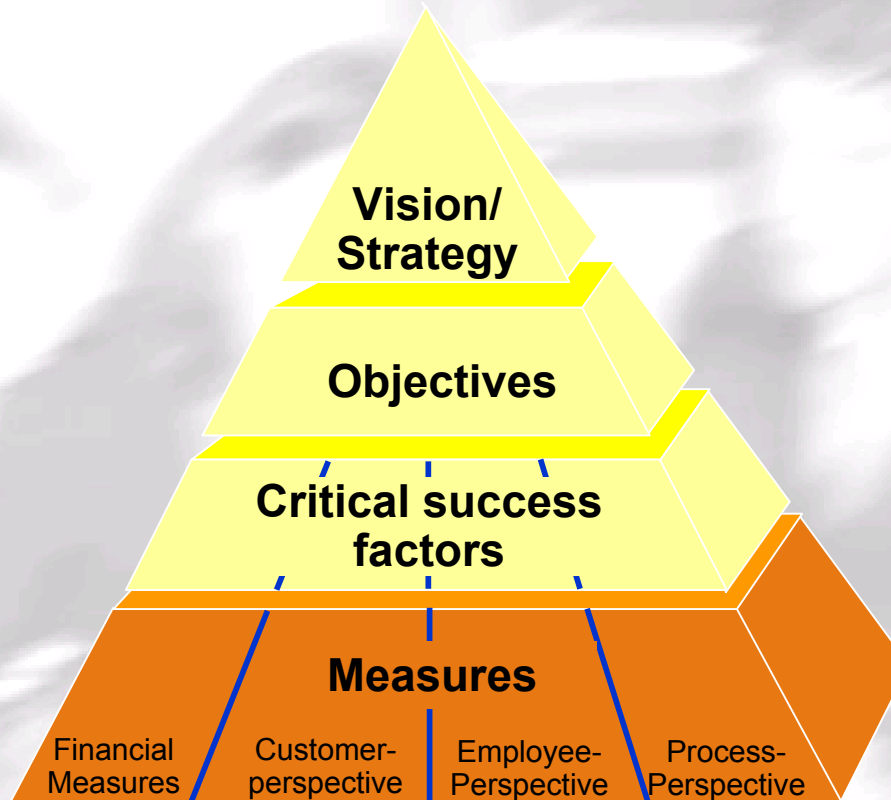 Vision/
Strategy
Objectives
Critical success
factors
Measures
Financial
Measures
Customer-
perspective
Employee-
Perspective
Process-
Perspective